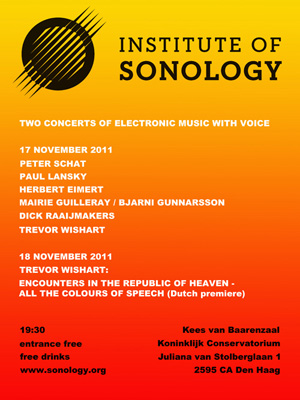 INSTITUTE OF
SONOLOGY
TWO CONCERTS OF ELECTRONIC MUSIC WITH VOICE
17 NOVEMBER 2011
PETER SCHAT
PAUL LANSKY
HERBERT EIMERT
MAIRIE GUILLERAY / BJARNI GUNNARSSON
DICK RAAIJMAKERS
TREVOR WISHART
18 NOVEMBER 2011
TREVOR WISHART:
ENCOUNTERS IN THE REPUBLIC OF HEAVEN -
ALL THE COLOURS OF SPEECH (Dutch premiere)
19:30
entrance free
free drinks
www.sonology.org
Kees van Baarenzaal
Koninklijk Conservatorium
Juliana van Stolberglaan 1
2595 CA Den Haag